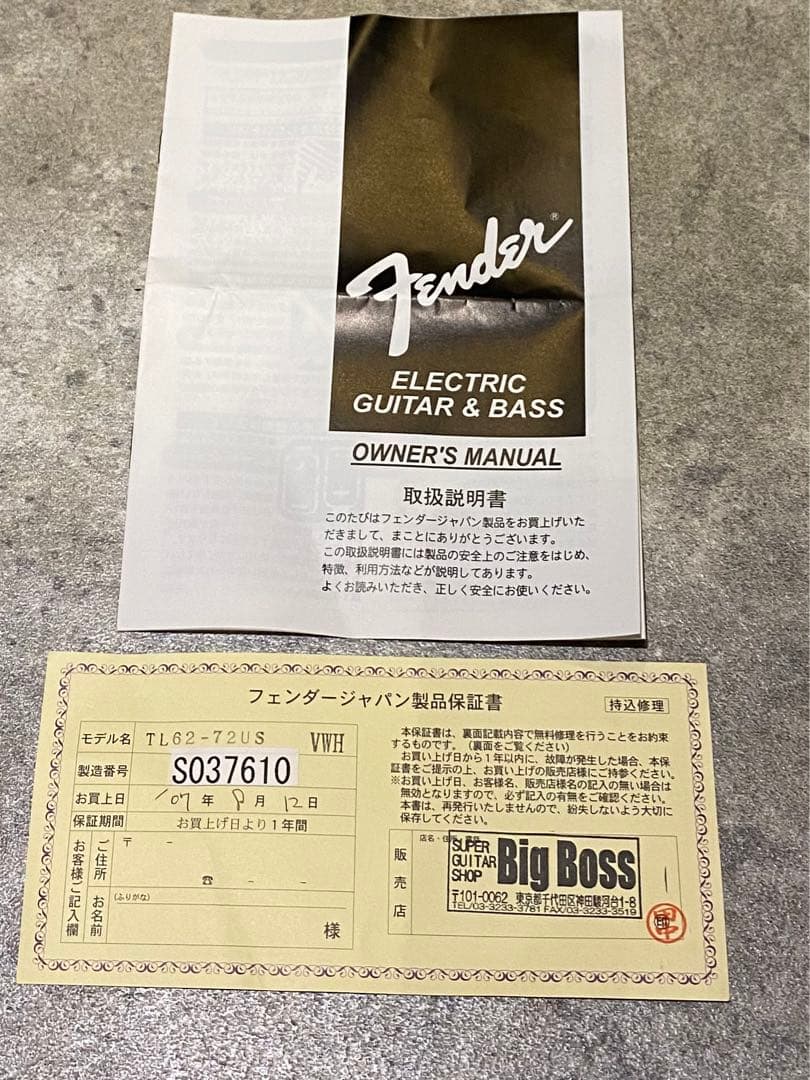 Fender®
ELECTRIC
GUITAR & BASS
OWNER'S MANUAL
取扱説明書
このたびはフェンダージャパン製品をお買上げいた
だきまして、まことにありがとうございます。
この取扱説明書には製品の安全上のご注意をはじめ、
特徴、利用方法などが説明してあります。
よくお読みいただき、正しく安全にお使いください。
フェンダージャパン製品保証書
持込修理
モデル名 TL62-72US VWH
製造番号 S037610
お買上日 '07 年 8 月 12 日
保証期間 お買上げ日より1年間
お客様ご記入欄
ご住所
〒 -
☎ - -
お名前
(ふりがな)
様
本保証書は、裏面記載内容で無料修理を行うことをお約束
するものです。（裏面をご覧ください）
お買い上げ日から1年以内に、故障が発生した場合、本保
証書をご提示の上、お買い上げの販売店様にご持参ください。
※お買い上げ日、お客様名、販売店様名の記入の無い場合は
無効となりますので、必ず記入の有無をご確認ください。
本書は、再発行いたしませんので、紛失しないよう大切に
保存してください。
販売店
店名・住
SUPER
GUITAR
SHOP
Big Boss
〒101-0062 東京都千代田区神田駿河台1-8
TEL/03-3233-3781 FAX/03-3233-3519
印